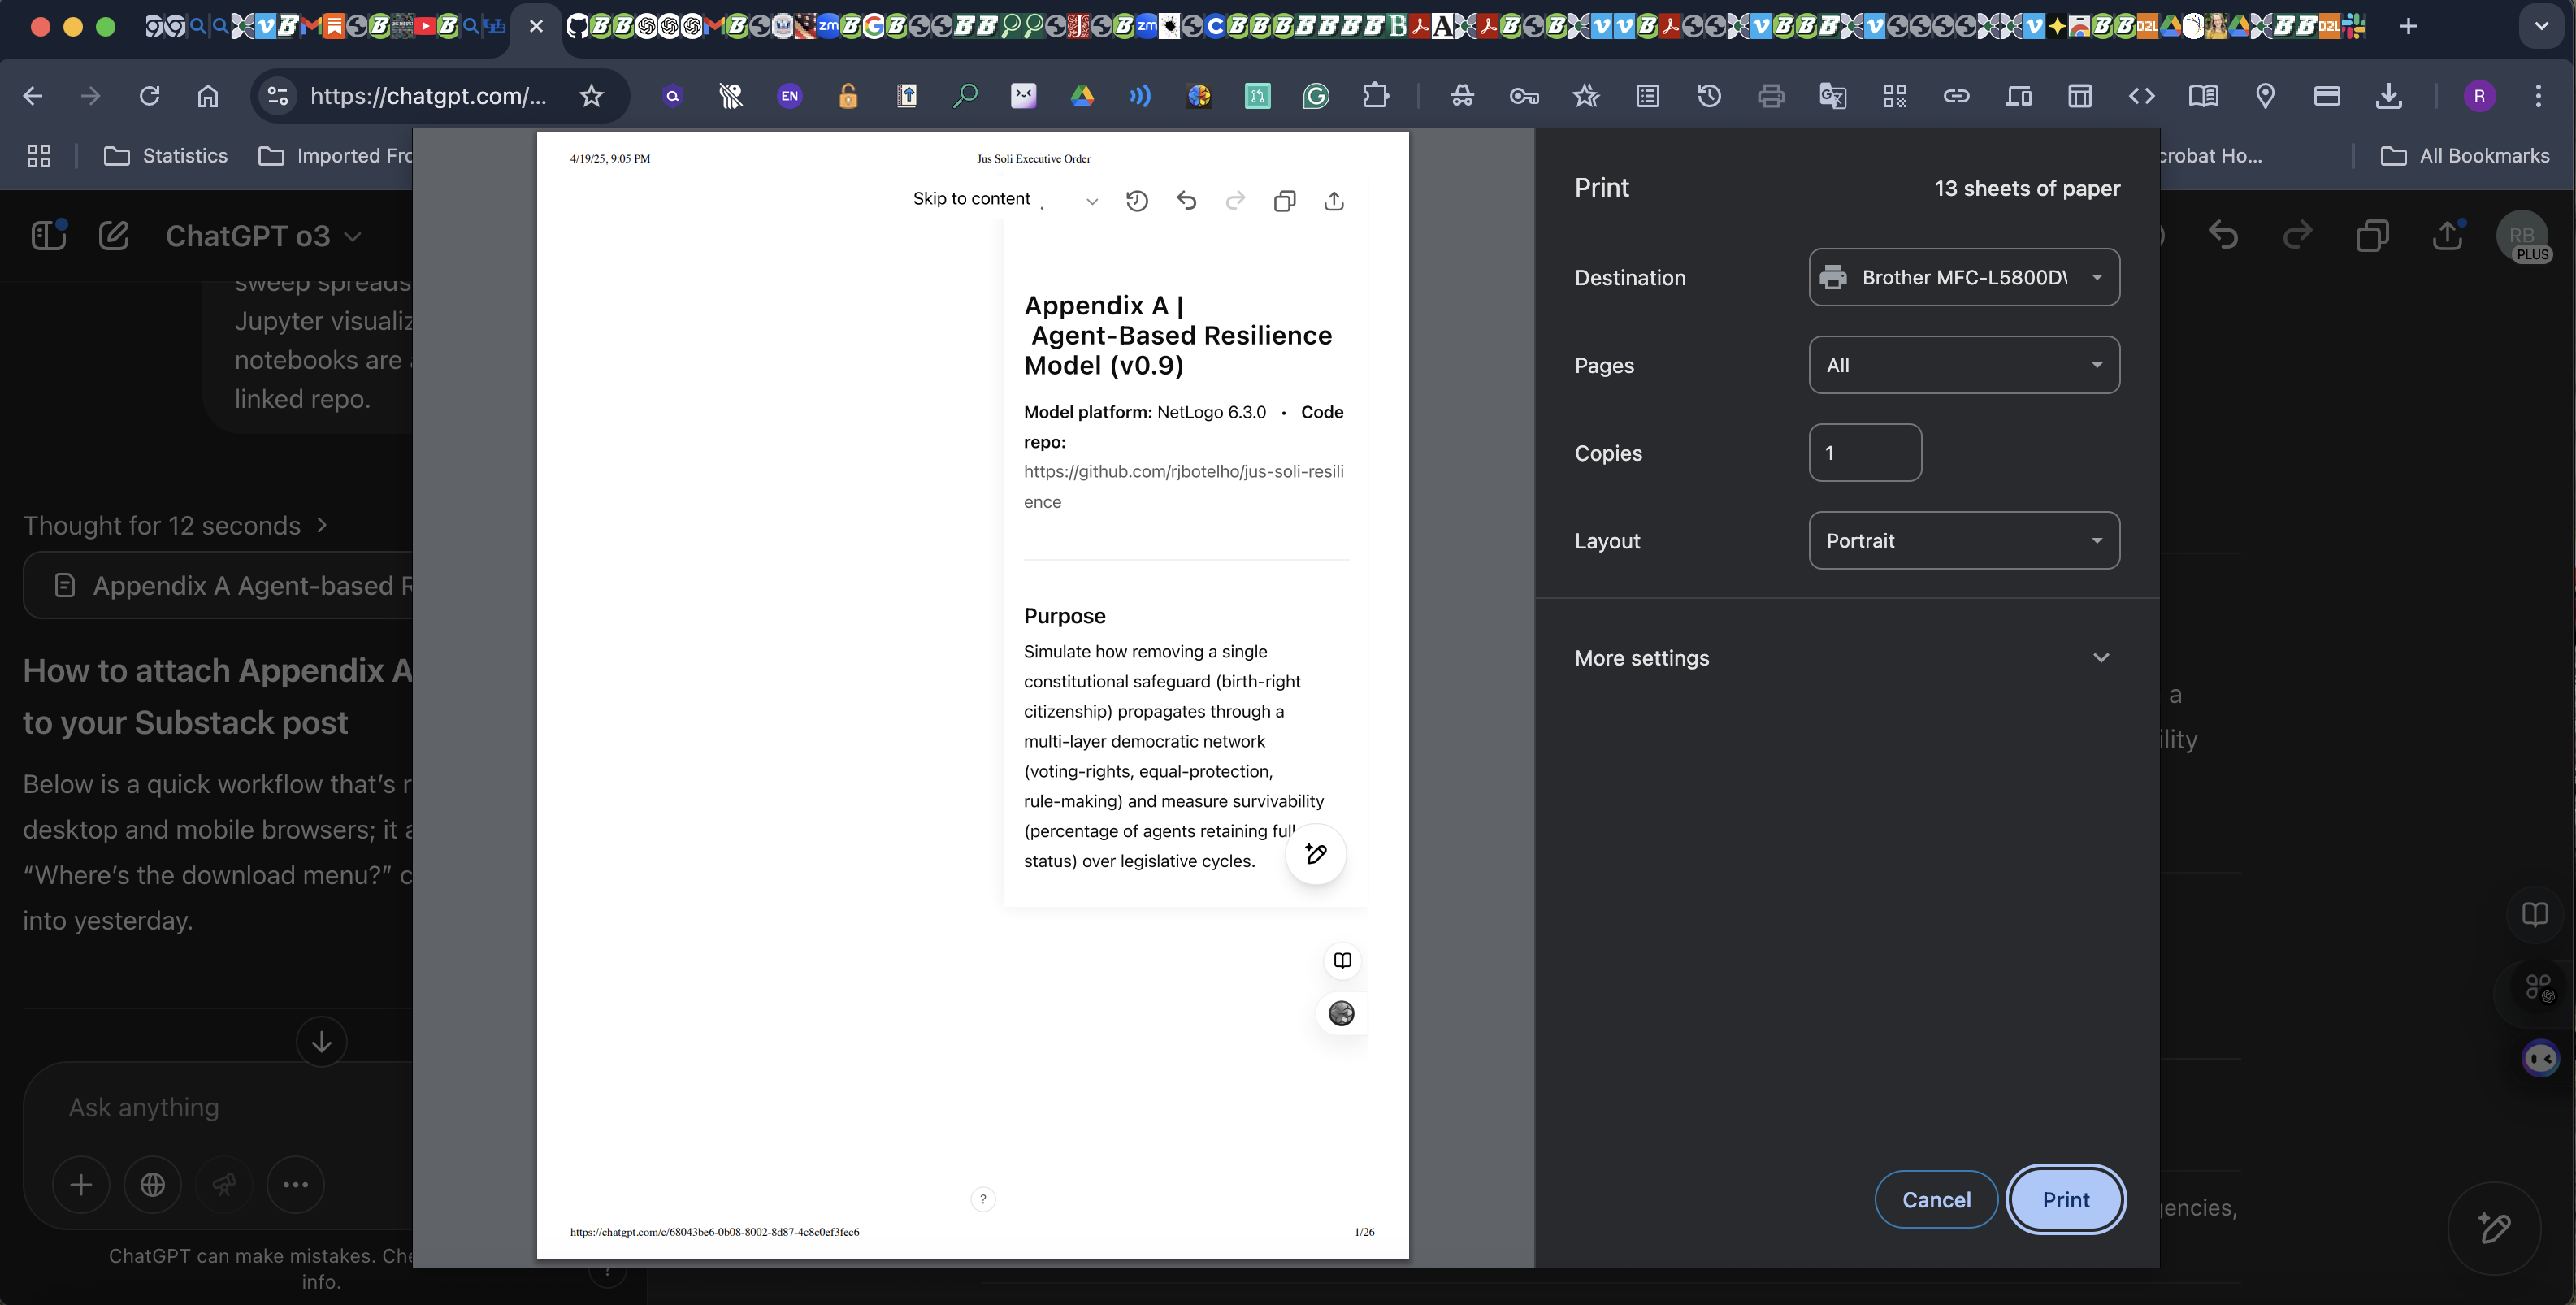 https://chatgpt.com/...
EN
R
Statistics
Imported Fro
crobat Ho...
All Bookmarks
ChatGPT o3
RB
PLUS
sweep spreads
Jupyter visualiz
notebooks are
linked repo.
Thought for 12 seconds
Appendix A Agent-based R
How to attach Appendix A
to your Substack post
Below is a quick workflow that's r
desktop and mobile browsers; it a
"Where's the download menu?" c
into yesterday.
Ask anything
ChatGPT can make mistakes. Che
info.
?
4/19/25, 9:05 PM
Jus Soli Executive Order
Skip to content
Appendix A |
Agent-Based Resilience
Model (v0.9)
Model platform: NetLogo 6.3.0 • Code
repo:
https://github.com/rjbotelho/jus-soli-resili
ence
Purpose
Simulate how removing a single
constitutional safeguard (birth-right
citizenship) propagates through a
multi-layer democratic network
(voting-rights, equal-protection,
rule-making) and measure survivability
(percentage of agents retaining full
status) over legislative cycles.
?
https://chatgpt.com/c/68043be6-0b08-8002-8d87-4c8c0ef3fec6
1/26
Print
13 sheets of paper
Destination
Brother MFC-L5800D
Pages
All
Copies
1
Layout
Portrait
More settings
Cancel
Print
a
ility
encies,